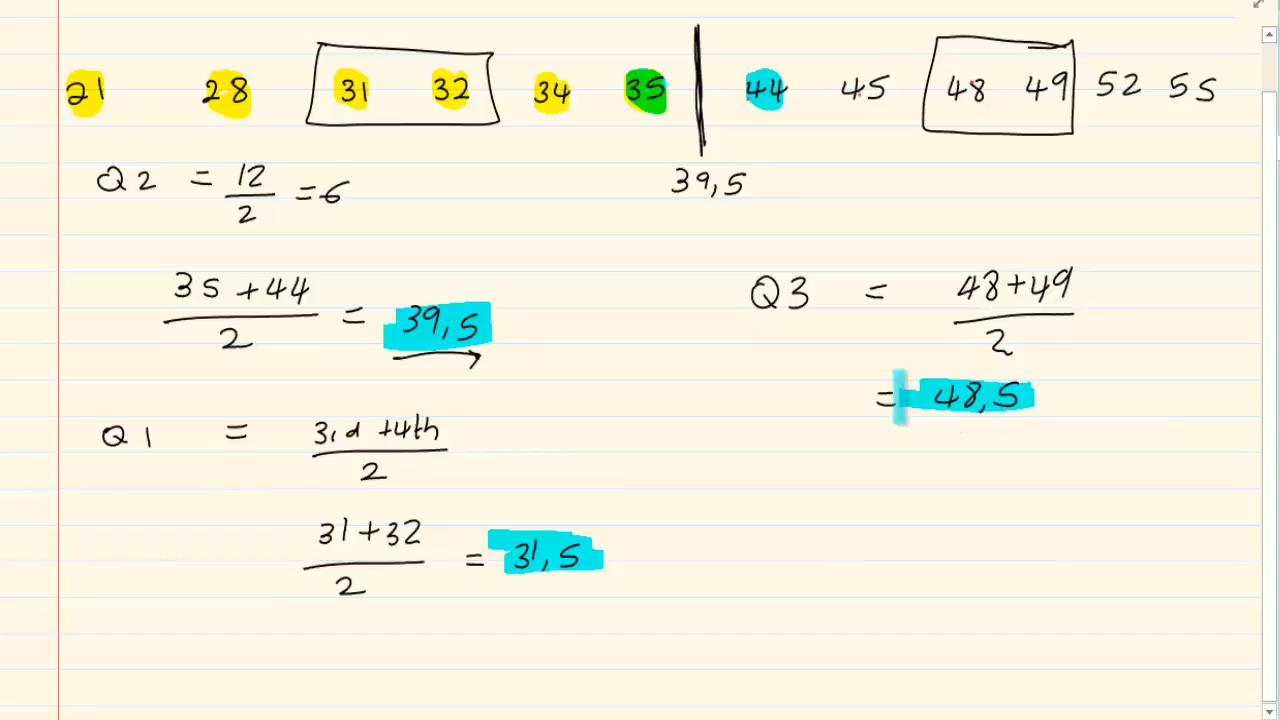 21 28 31 32 34 35 44 45 48 49 52 55
39,5
Q2 = 12/2 = 6
35 + 44 / 2 = 39,5
Q3 = 48 + 49 / 2
= 48,5
Q1 = 3rd + 4th / 2
31 + 32 / 2 = 31,5